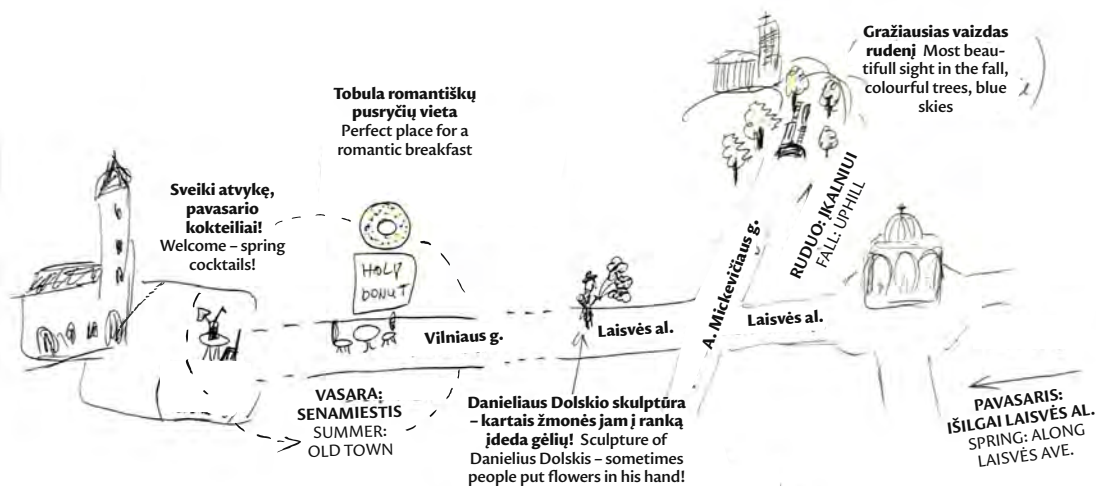 Gražiausias vaizdas
rudenį Most beau-
tifull sight in the fall,
colourful trees, blue
skies
Tobula romantiškų
pusryčių vieta
Perfect place for a
romantic breakfast
Sveiki atvykę,
pavasario
kokteiliai!
Welcome – spring
cocktails!
HOLY
DONUT
Vilniaus g.
Laisvės al.
A. Mickevičiaus g.
Laisvės al.
RUDUO: ĮKALNIUI
FALL: UPHILL
VASARA:
SENAMIESTIS
SUMMER:
OLD TOWN
Danieliaus Dolskio skulptūra
– kartais žmonės jam į ranką
įdeda gėlių! Sculpture of
Danielius Dolskis – sometimes
people put flowers in his hand!
PAVASARIS:
IŠILGAI LAISVĖS AL.
SPRING: ALONG
LAISVĖS AVE.